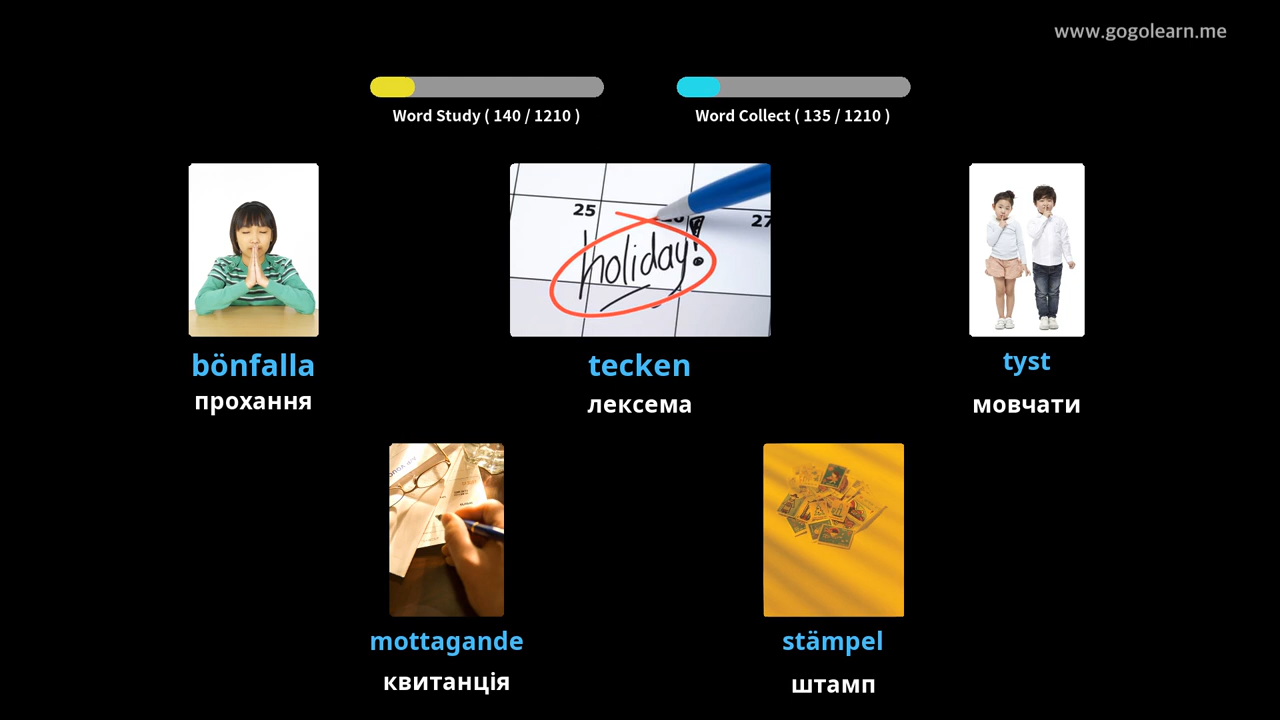 www.gogolearn.me
Word Study ( 140 / 1210 )
Word Collect ( 135 / 1210 )
25
27
holiday!
bönfalla
tecken
tyst
прохання
лексема
мовчати
mottagande
stämpel
квитанція
штамп